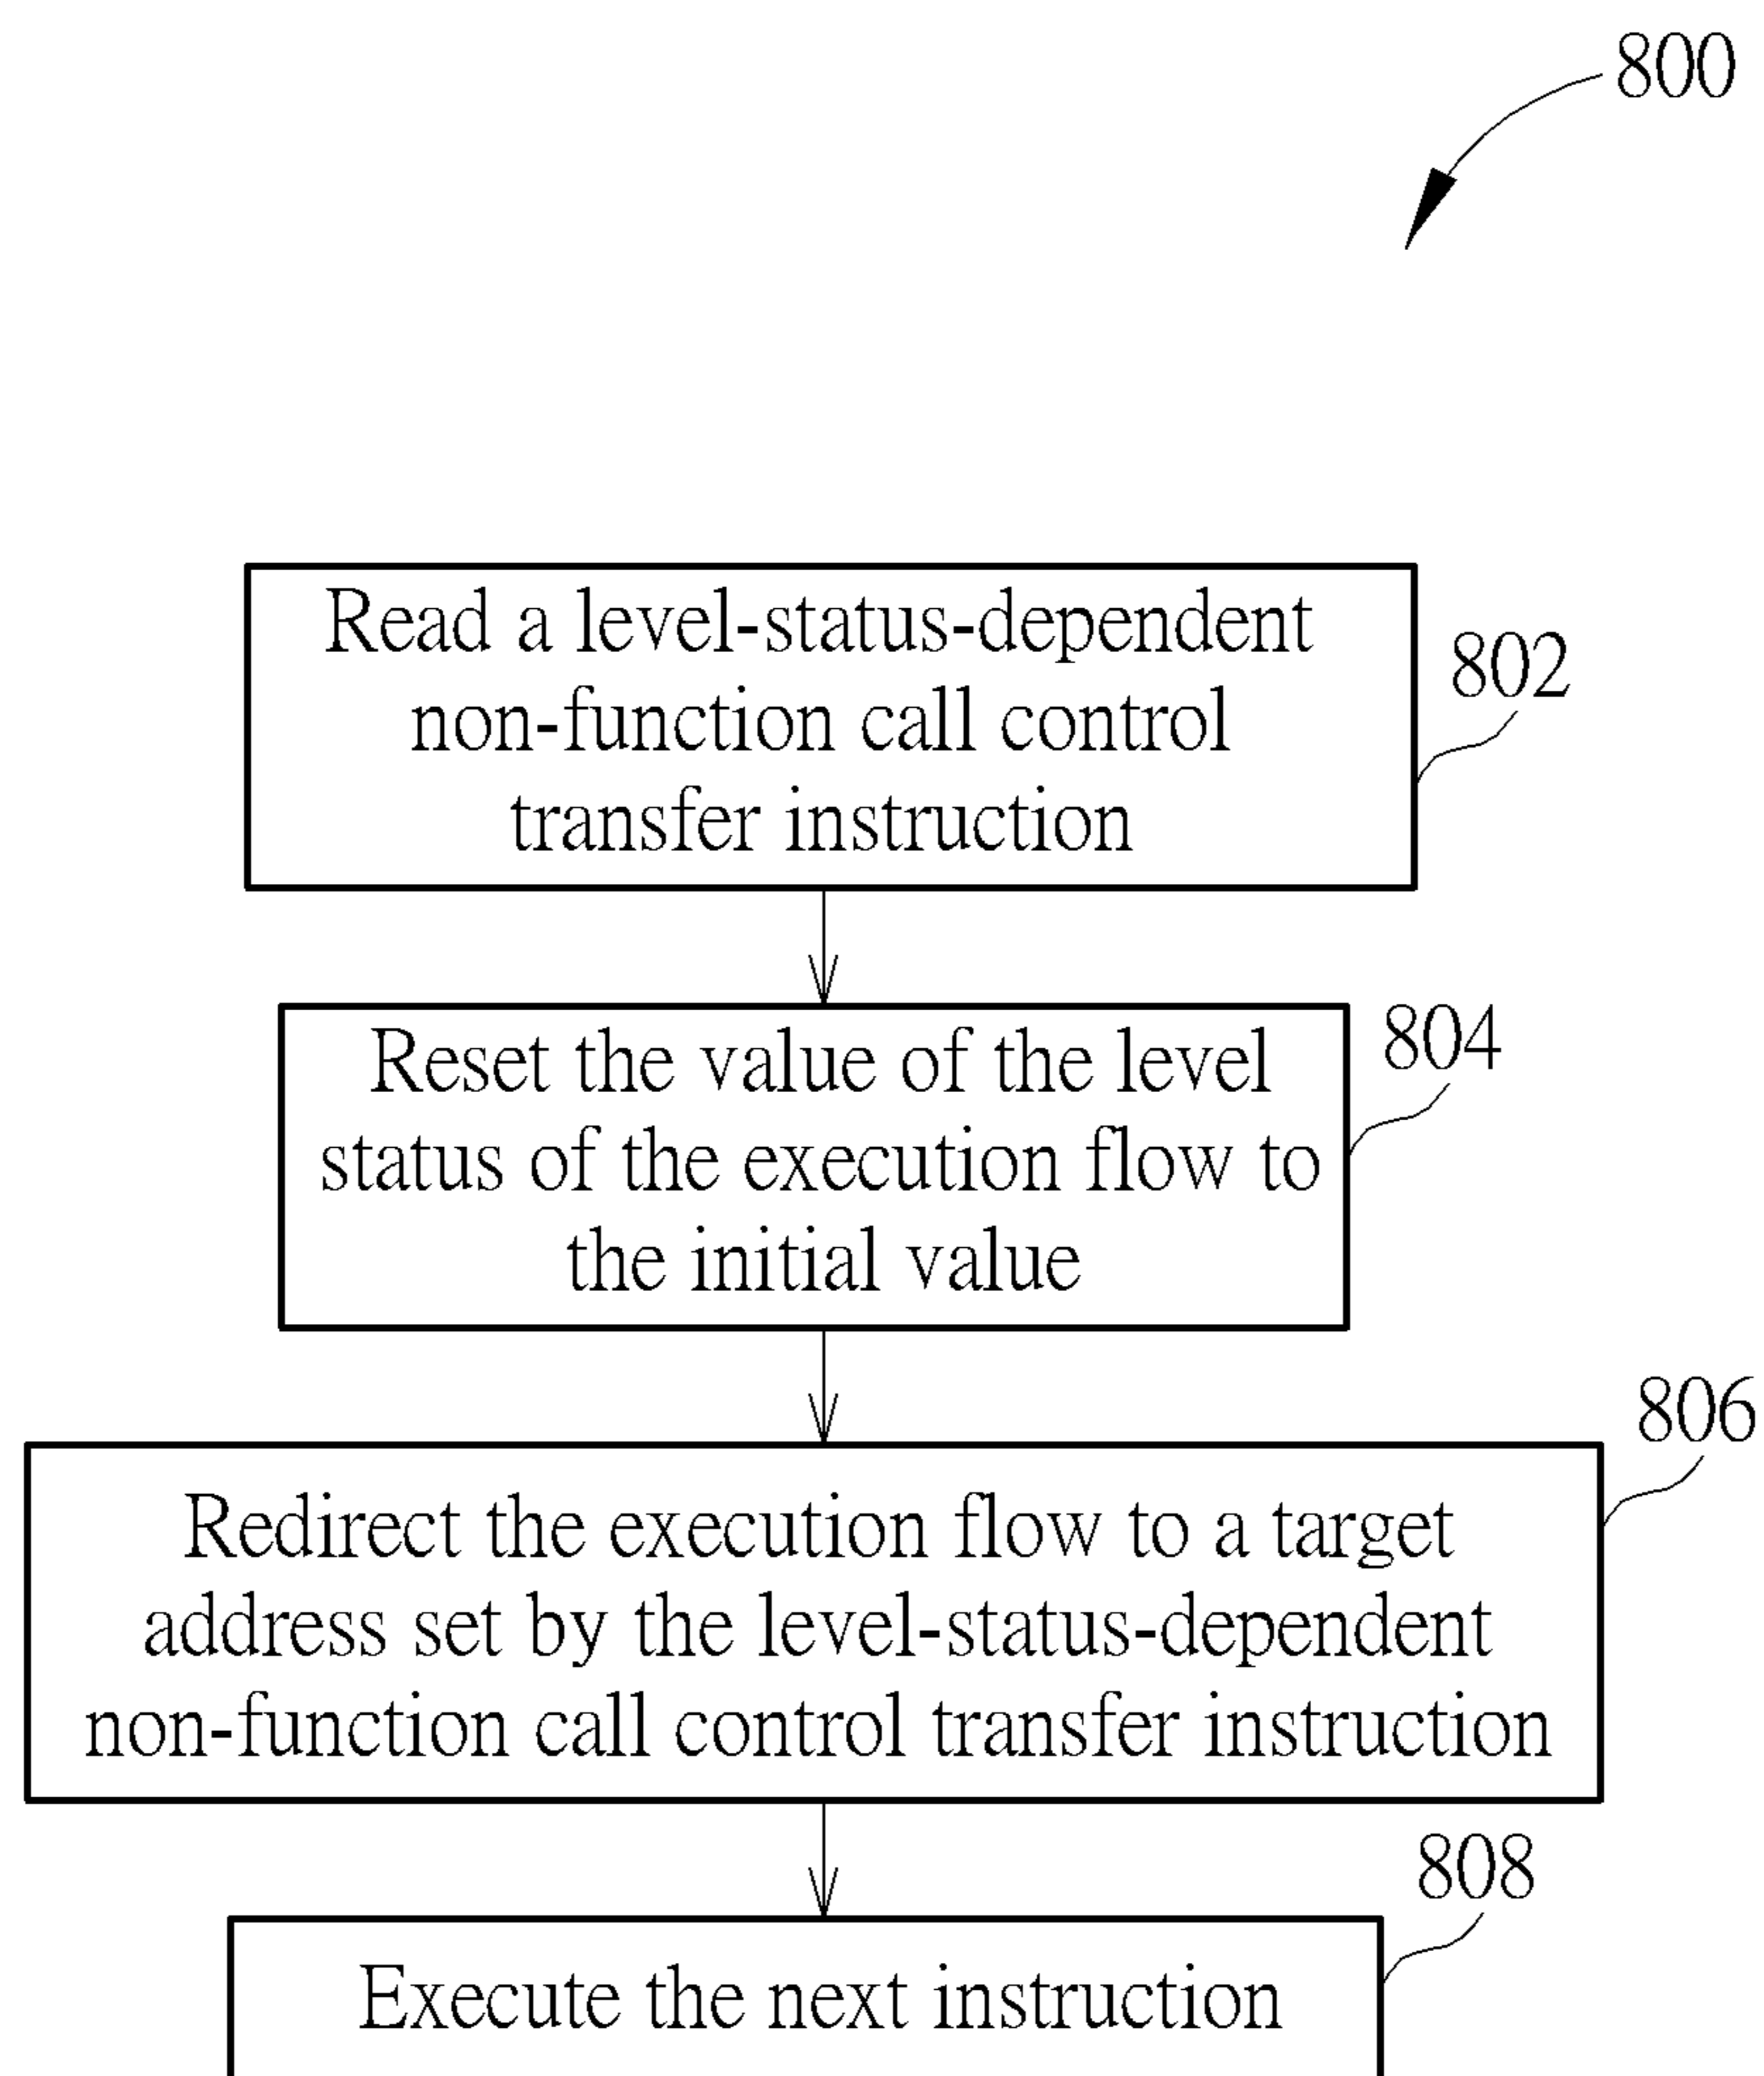 800
Read a level-status-dependent
non-function call control
transfer instruction
802
Reset the value of the level
status of the execution flow to
the initial value
804
Redirect the execution flow to a target
address set by the level-status-dependent
non-function call control transfer instruction
806
Execute the next instruction
808